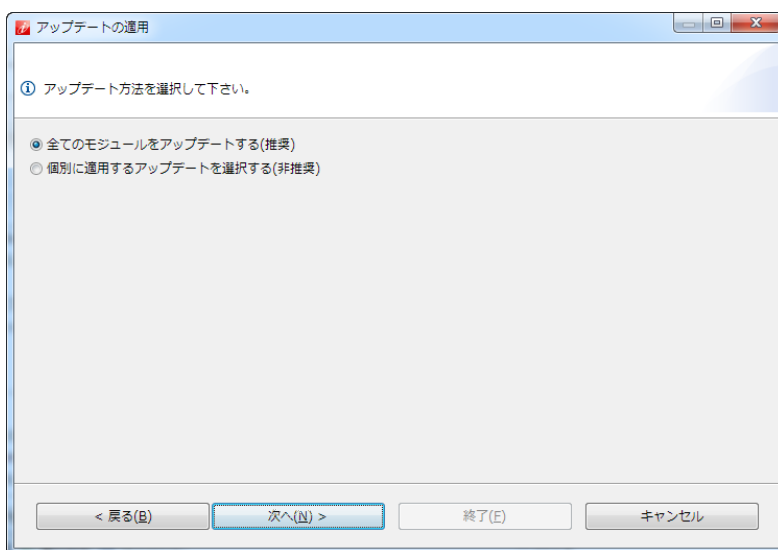 アップデートの適用
アップデート方法を選択して下さい。
全てのモジュールをアップデートする(推奨)
個別に適用するアップデートを選択する(非推奨)
< 戻る(B)
次へ(N) >
終了(F)
キャンセル